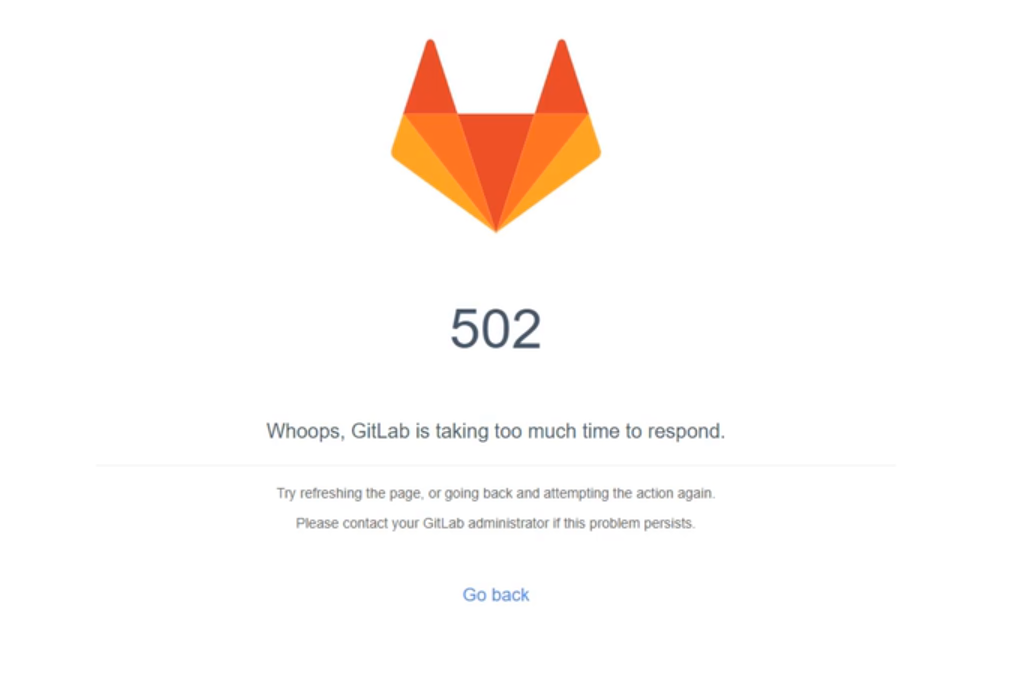 502
Whoops, GitLab is taking too much time to respond.
Try refreshing the page, or going back and attempting the action again.
Please contact your GitLab administrator if this problem persists.
Go back